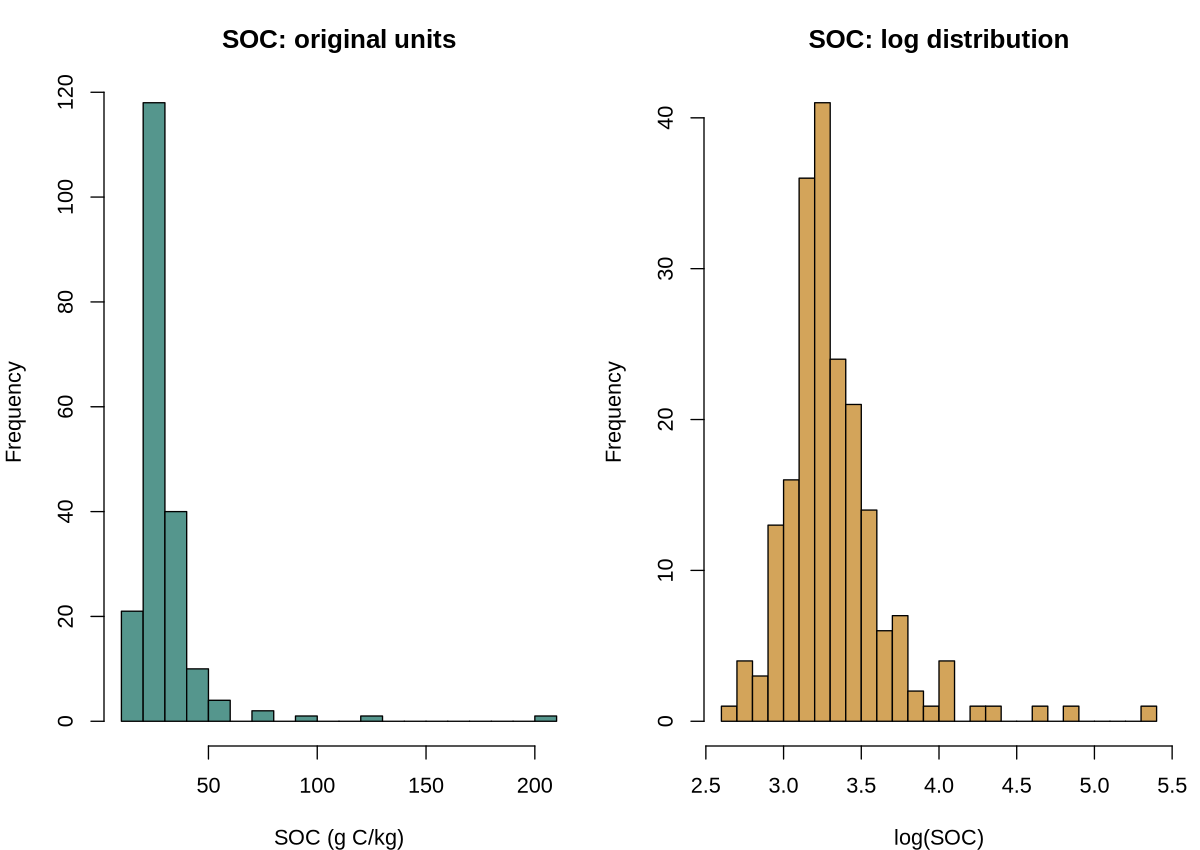 SOC: original units
Frequency
120
100
80
60
40
20
0
50 100 150 200
SOC (g C/kg)
SOC: log distribution
Frequency
40
30
20
10
0
2.5 3.0 3.5 4.0 4.5 5.0 5.5
log(SOC)